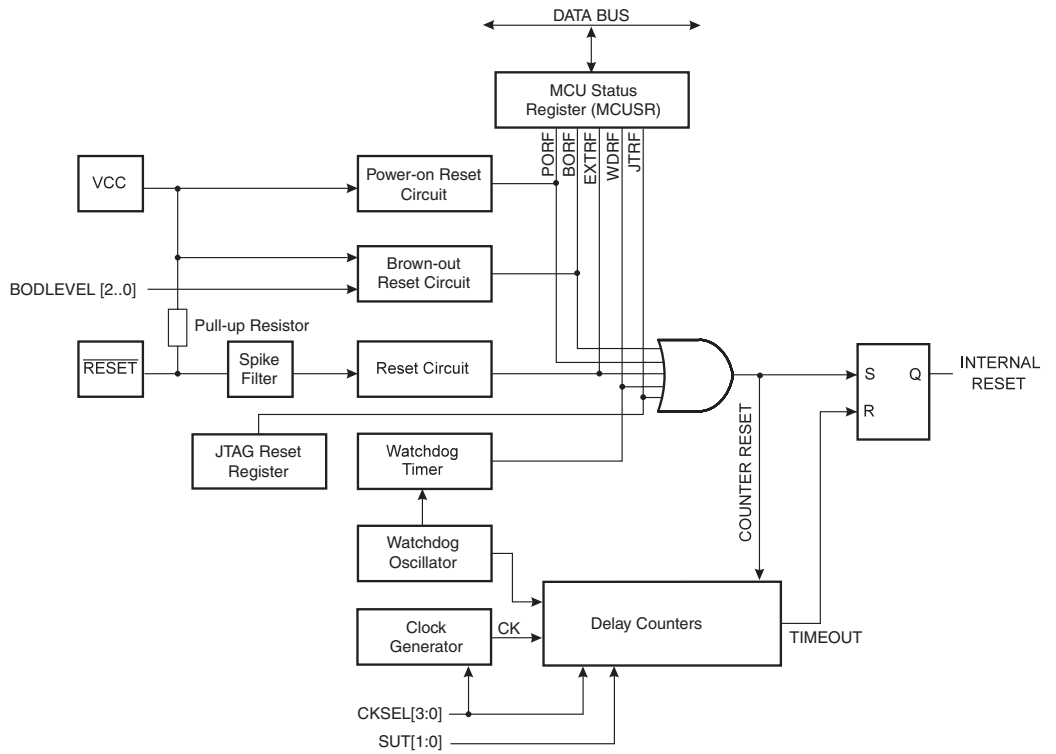 DATA BUS
MCU Status
Register (MCUSR)
PORF
BORF
EXTRF
WDRF
JTRF
VCC
Power-on Reset
Circuit
Brown-out
Reset Circuit
BODLEVEL [2..0]
Pull-up Resistor
RESET
Spike
Filter
Reset Circuit
JTAG Reset
Register
Watchdog
Timer
COUNTER RESET
S
Q
R
INTERNAL
RESET
Watchdog
Oscillator
Clock
Generator
CK
Delay Counters
TIMEOUT
CKSEL[3:0]
SUT[1:0]